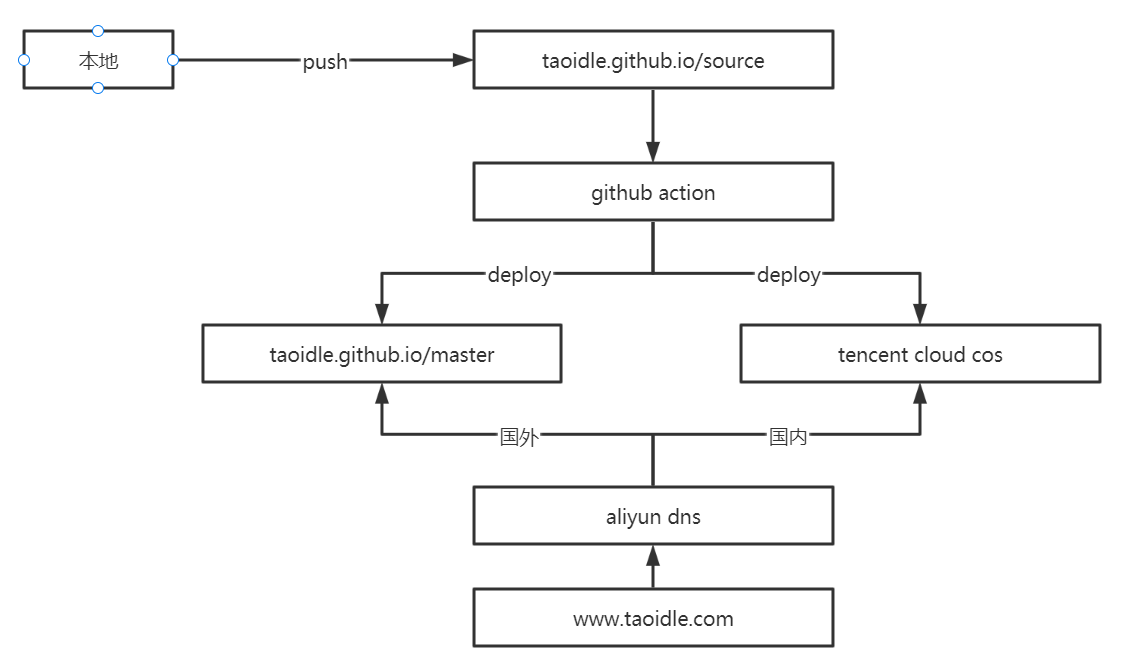 本地
push
taoidle.github.io/source
github action
deploy
deploy
taoidle.github.io/master
tencent cloud cos
国外
国内
aliyun dns
www.taoidle.com